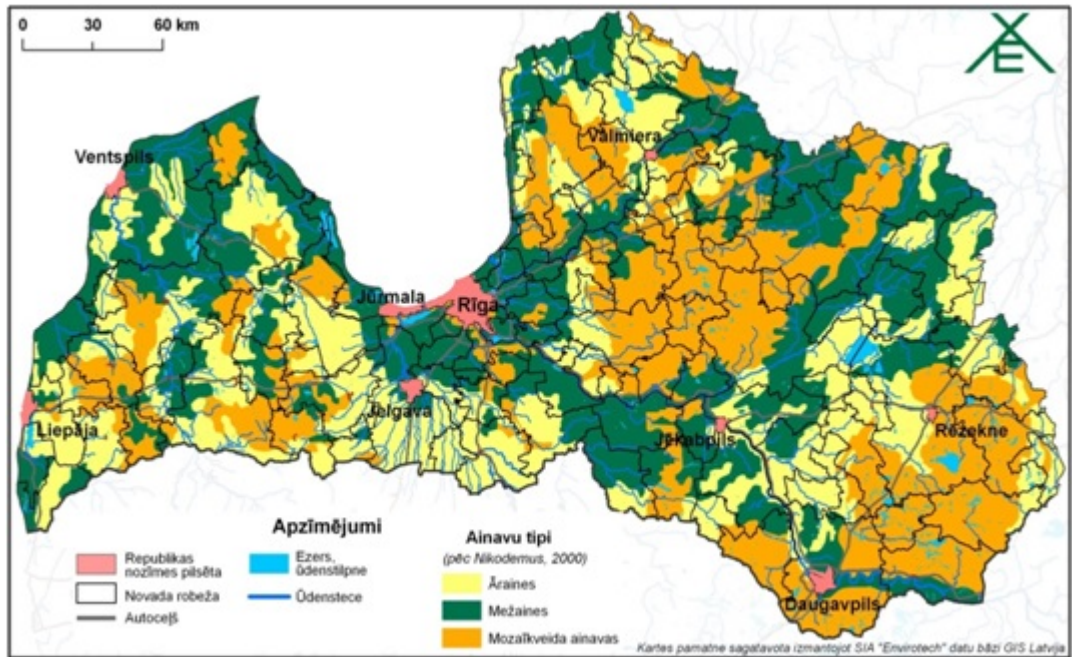 0 30 60 km
Ventspils
Valmiera
Jūrmala
Rīga
Jelgava
Liepāja
Jēkabpils
Rēzekne
Daugavpils
Apzīmējumi
Republikas
nozīmes pilsēta
Novada robeža
Autoceļš
Ezers,
ūdenstilpne
Ūdenstece
Ainavu tipi
(pēc Nikodemus, 2000)
Āraines
Mežaines
Mozaīkveida ainavas
Kartes pamatne sagatavota izmantojot SIA "Envirotech" datu bāzi GIS Latvija